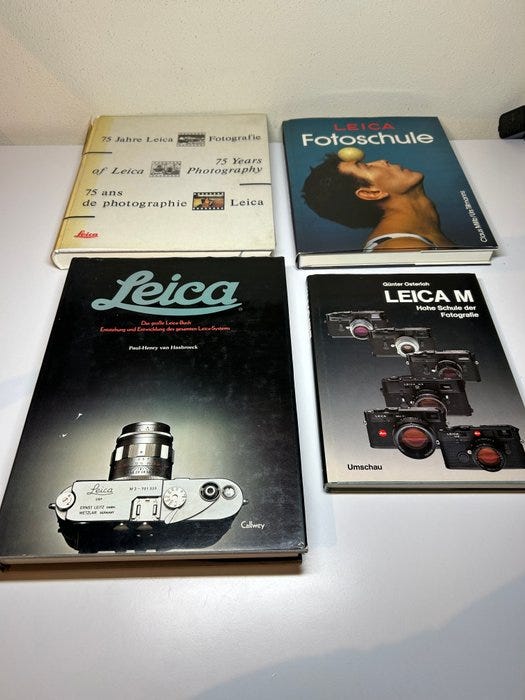 75 Jahre Leica Fotografie
75 Years
of Leica Photography
75 ans
de photographie Leica
Leica
LEICA
Fotoschule
Leica
Das große Leica-Buch
Entstehung und Entwicklung des gesamten Leica-Systems
Paul-Henry van Hasbroeck
Leica
ERNST LEITZ GMBH
WETZLAR
GERMANY
Callwey
Günter Osterloh
LEICA M
Hohe Schule der
Fotografie
Umschau